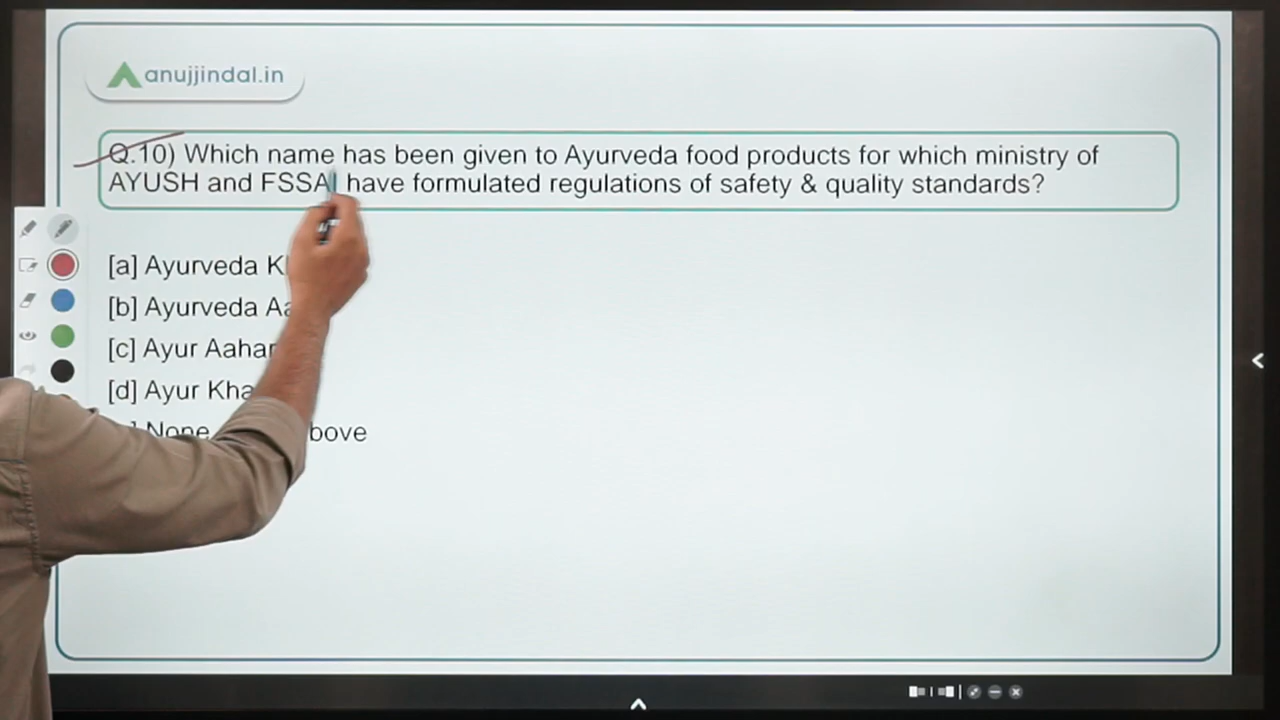 anujjindal.in
Q.10) Which name has been given to Ayurveda food products for which ministry of
AYUSH and FSSAI have formulated regulations of safety & quality standards?
[a] Ayurveda
[b] Ayurveda
[c] Ayur Aahar
[d] Ayur
None